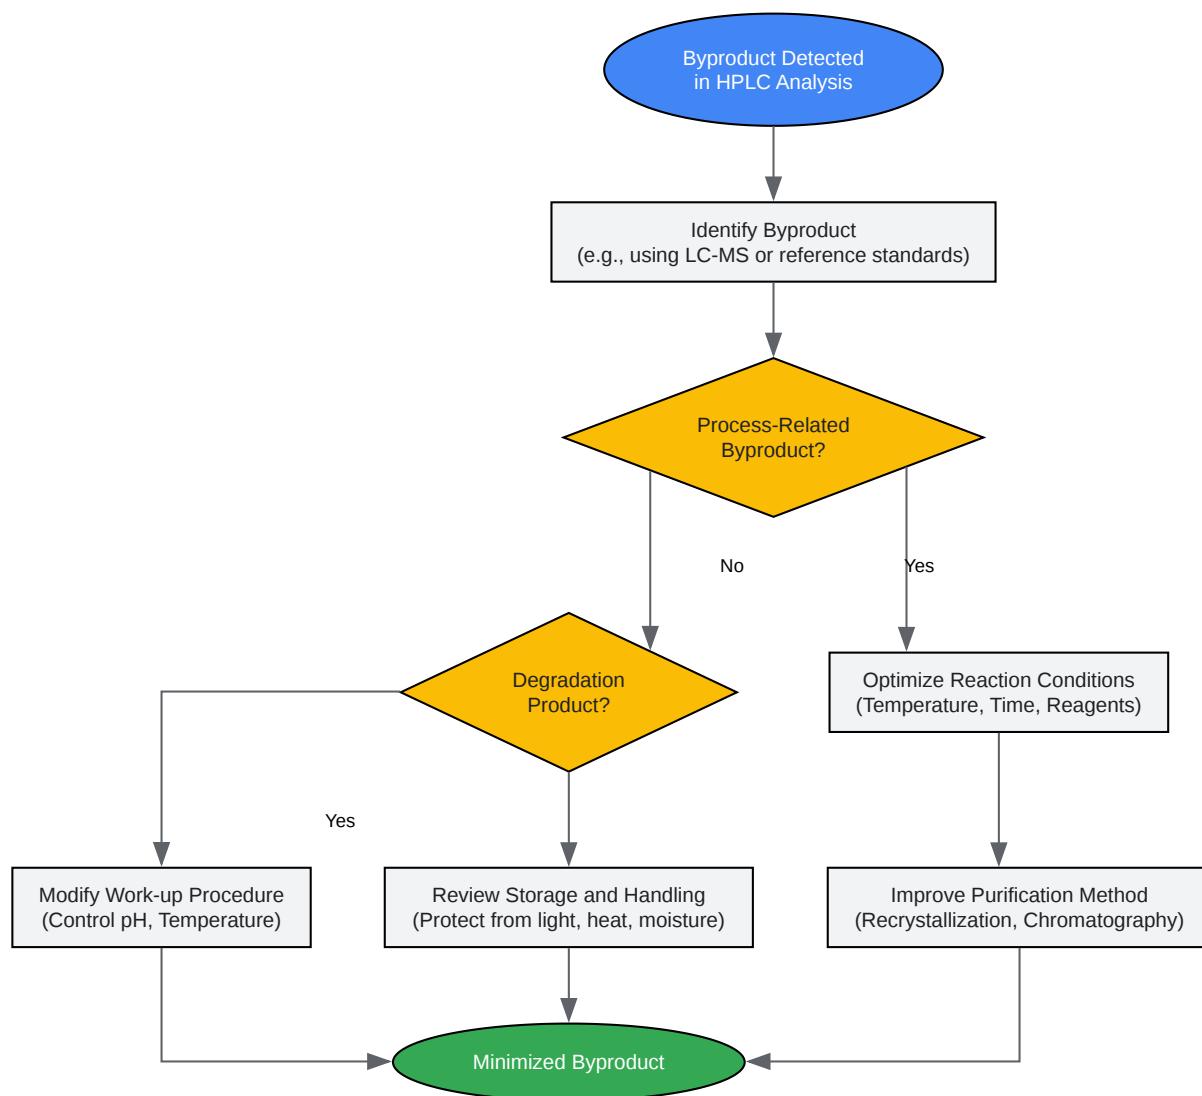 Byproduct Detected
in HPLC Analysis
Identify Byproduct
(e.g., using LC-MS or reference standards)
Process-Related
Byproduct?
No
Yes
Degradation
Product?
Optimize Reaction Conditions
(Temperature, Time, Reagents)
Yes
Modify Work-up Procedure
(Control pH, Temperature)
Review Storage and Handling
(Protect from light, heat, moisture)
Improve Purification Method
(Recrystallization, Chromatography)
Minimized Byproduct